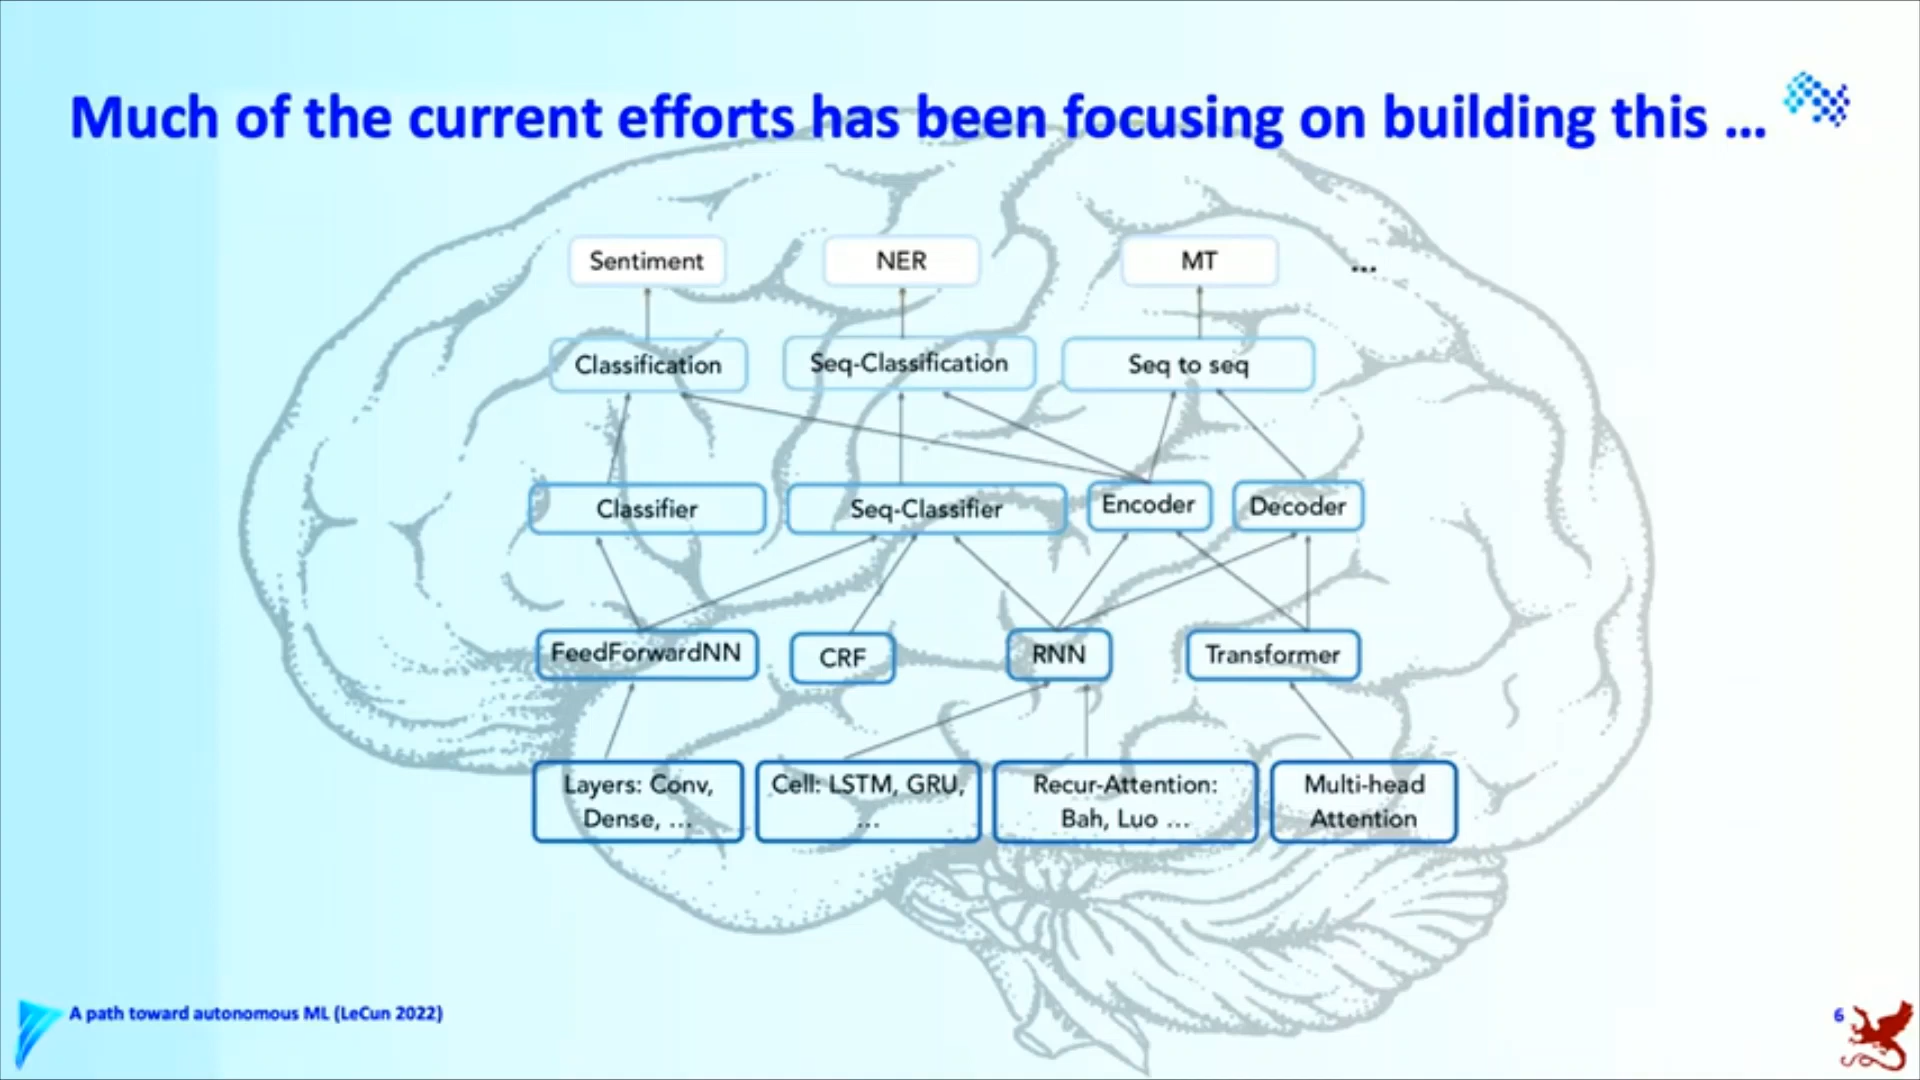 Much of the current efforts has been focusing on building this ...
Sentiment
NER
MT
...
Classification
Seq-Classification
Seq to seq
Classifier
Seq-Classifier
Encoder
Decoder
FeedForwardNN
CRF
RNN
Transformer
Layers: Conv,
Dense, ...
Cell: LSTM, GRU,
...
Recur-Attention:
Bah, Luo ...
Multi-head
Attention
A path toward autonomous ML (LeCun 2022)
6